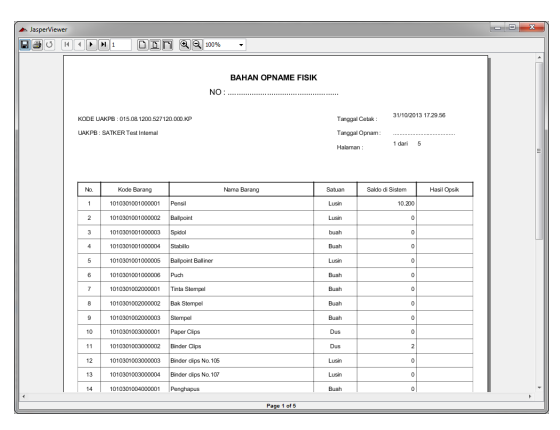 JasperViewer
1
100%
BAHAN OPNAME FISIK
NO : ....................................................
KODE UAKPB : 015.08.1200.527120.000.KP Tanggal Cetak : 31/10/2013 17.29.56
UAKPB : SATKER Test Internal Tanggal Opnam : ................................
Halaman : 1 dari 5
No. Kode Barang Nama Barang Satuan Saldo di Sistem Hasil Opsik
1 1010301001000001 Pensil Lusin 10.200
2 1010301001000002 Ballpoint Lusin 0
3 1010301001000003 Spidol buah 0
4 1010301001000004 Stabillo Buah 0
5 1010301001000005 Ballpoint Balliner Lusin 0
6 1010301001000006 Puch Buah 0
7 1010301002000001 Tinta Stempel Buah 0
8 1010301002000002 Bak Stempel Buah 0
9 1010301002000003 Stempel Buah 0
10 1010301003000001 Paper Clips Dus 0
11 1010301003000002 Binder Clips Dus 2
12 1010301003000003 Binder clips No.105 Lusin 0
13 1010301003000004 Binder clips No.107 Lusin 0
14 1010301004000001 Penghapus Buah 0
Page 1 of 5